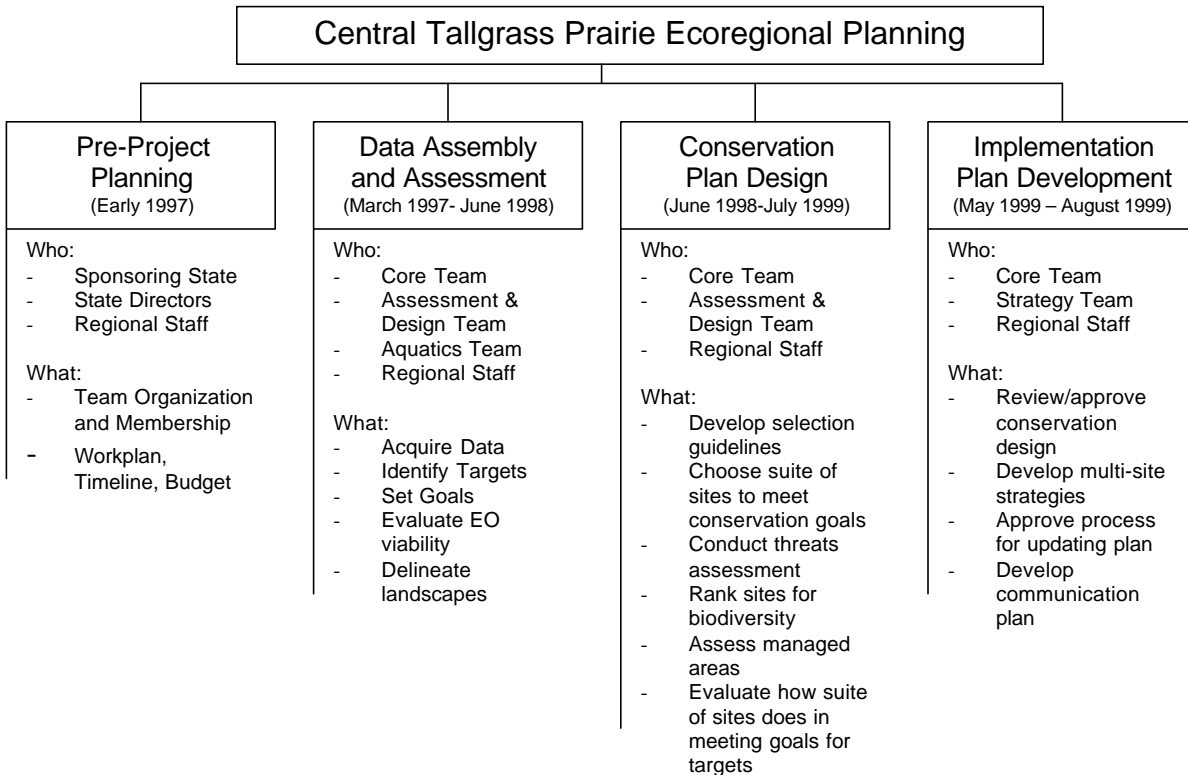 Central Tallgrass Prairie Ecoregional Planning
Pre-Project
Planning
(Early 1997)
Who:
- Sponsoring State
- State Directors
- Regional Staff
What:
- Team Organization
and Membership
- Workplan,
Timeline, Budget
Data Assembly
and Assessment
(March 1997- June 1998)
Who:
- Core Team
- Assessment &
Design Team
- Aquatics Team
- Regional Staff
What:
- Acquire Data
- Identify Targets
- Set Goals
- Evaluate EO
viability
- Delineate
landscapes
Conservation
Plan Design
(June 1998-July 1999)
Who:
- Core Team
- Assessment &
Design Team
- Regional Staff
What:
- Develop selection
guidelines
- Choose suite of
sites to meet
conservation goals
- Conduct threats
assessment
- Rank sites for
biodiversity
- Assess managed
areas
- Evaluate how suite
of sites does in
meeting goals for
targets
Implementation
Plan Development
(May 1999 – August 1999)
Who:
- Core Team
- Strategy Team
- Regional Staff
What:
- Review/approve
conservation
design
- Develop multi-site
strategies
- Approve process
for updating plan
- Develop
communication
plan